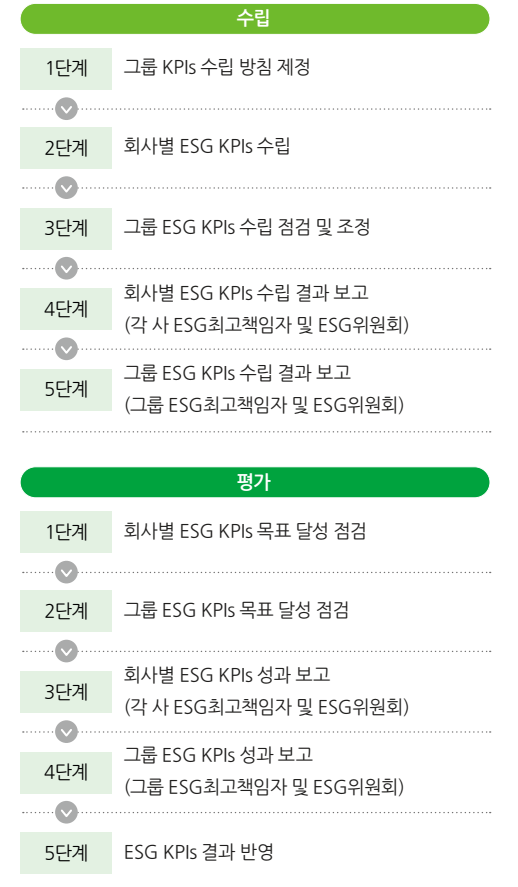 수립
1단계
그룹 KPIs 수립 방침 제정
2단계
회사별 ESG KPIs 수립
3단계
그룹 ESG KPIs 수립 점검 및 조정
4단계
회사별 ESG KPIs 수립 결과 보고
(각 사 ESG최고책임자 및 ESG위원회)
5단계
그룹 ESG KPIs 수립 결과 보고
(그룹 ESG최고책임자 및 ESG위원회)
평가
1단계
회사별 ESG KPIs 목표 달성 점검
2단계
그룹 ESG KPIs 목표 달성 점검
3단계
회사별 ESG KPIs 성과 보고
(각 사 ESG최고책임자 및 ESG위원회)
4단계
그룹 ESG KPIs 성과 보고
(그룹 ESG최고책임자 및 ESG위원회)
5단계
ESG KPIs 결과 반영